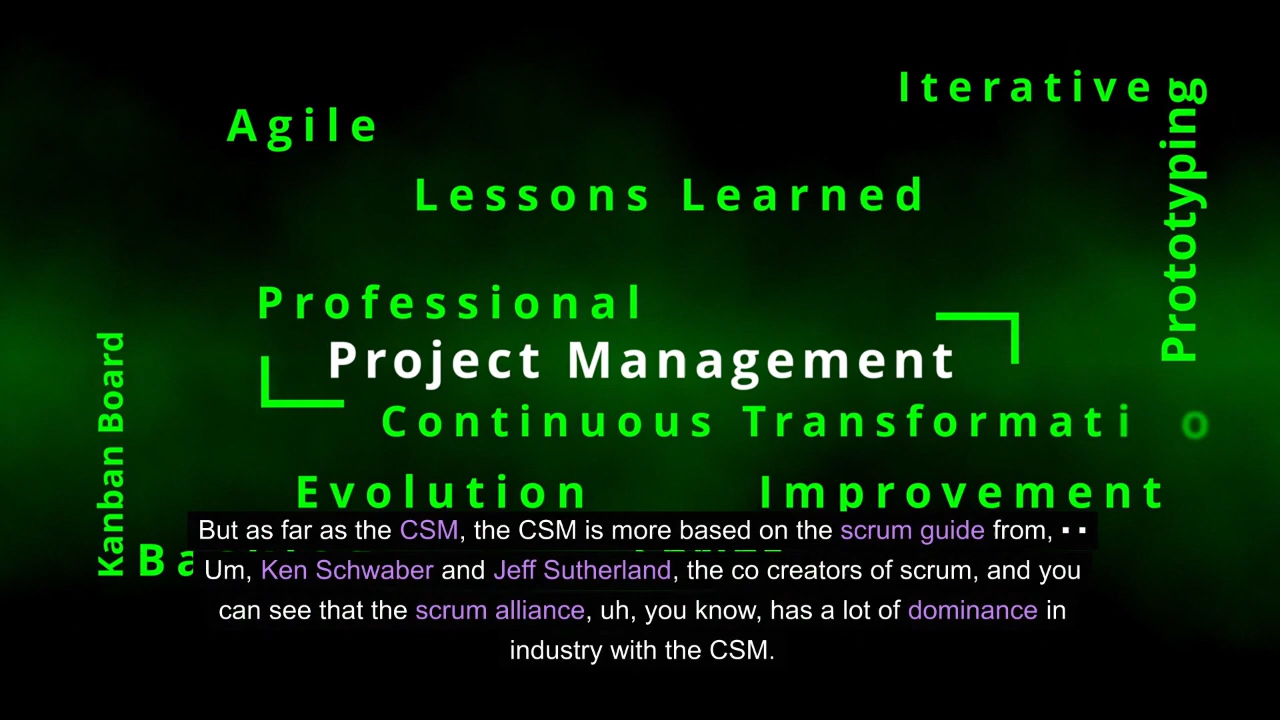 Iterative
Prototyping
Agile
Lessons Learned
Professional
Project Management
Kanban Board
Continuous Transformatio
Evolution Improvement
But as far as the CSM, the CSM is more based on the scrum guide from, ▪ ▪
Um, Ken Schwaber and Jeff Sutherland, the co creators of scrum, and you
can see that the scrum alliance, uh, you know, has a lot of dominance in
industry with the CSM.